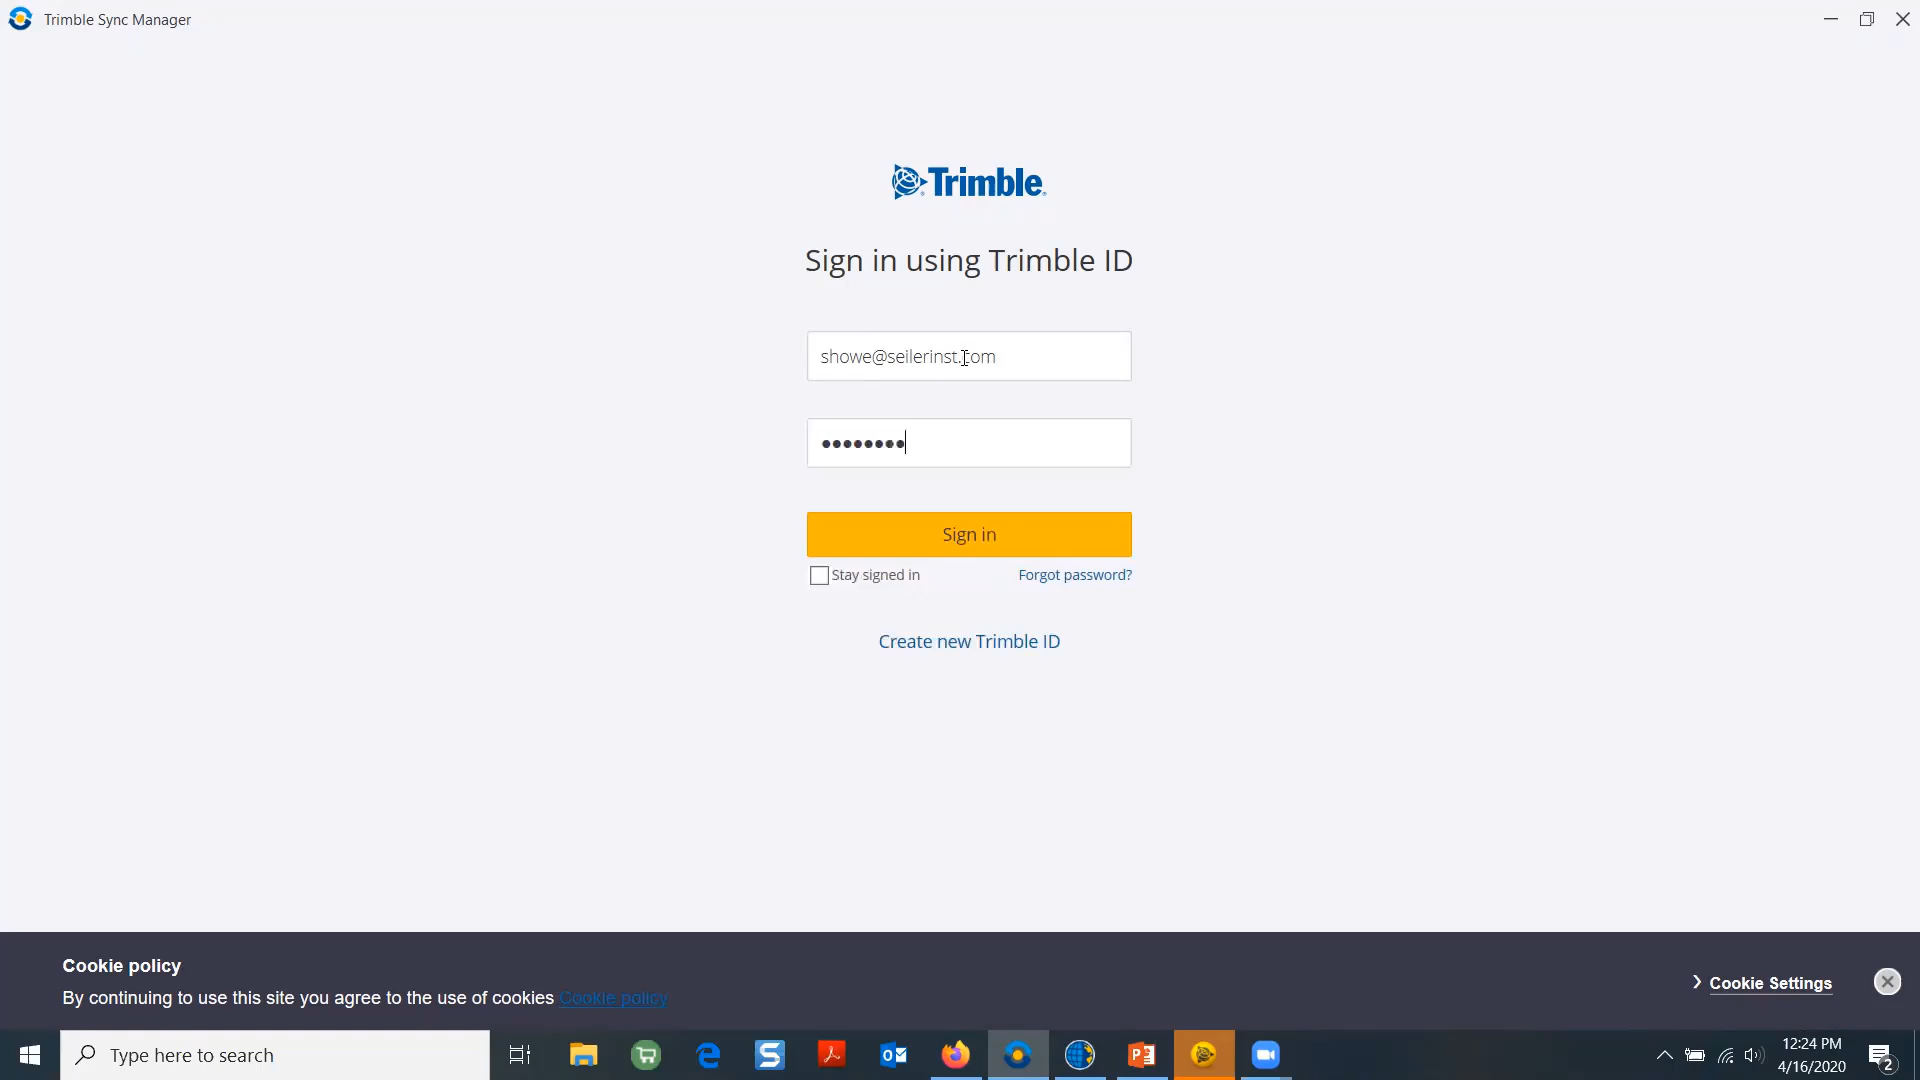 Trimble Sync Manager
Trimble
Sign in using Trimble ID
showe@seilerinst.com
●●●●●●●●
Sign in
Stay signed in
Forgot password?
Create new Trimble ID
Cookie policy
By continuing to use this site you agree to the use of cookies Cookie policy
Cookie Settings
Type here to search
12:24 PM
4/16/2020
2